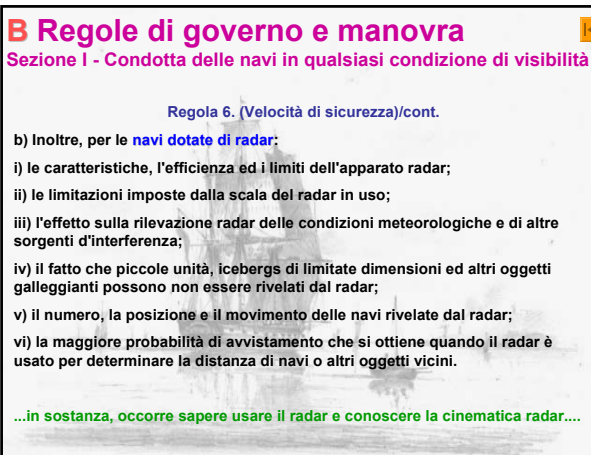 B Regole di governo e manovra
Sezione I - Condotta delle navi in qualsiasi condizione di visibilità
Regola 6. (Velocità di sicurezza)/cont.
b) Inoltre, per le navi dotate di radar:
i) le caratteristiche, l'efficienza ed i limiti dell'apparato radar;
ii) le limitazioni imposte dalla scala del radar in uso;
iii) l'effetto sulla rilevazione radar delle condizioni meteorologiche e di altre
sorgenti d'interferenza;
iv) il fatto che piccole unità, icebergs di limitate dimensioni ed altri oggetti
galleggianti possono non essere rivelati dal radar;
v) il numero, la posizione e il movimento delle navi rivelate dal radar;
vi) la maggiore probabilità di avvistamento che si ottiene quando il radar è
usato per determinare la distanza di navi o altri oggetti vicini.
...in sostanza, occorre sapere usare il radar e conoscere la cinematica radar....